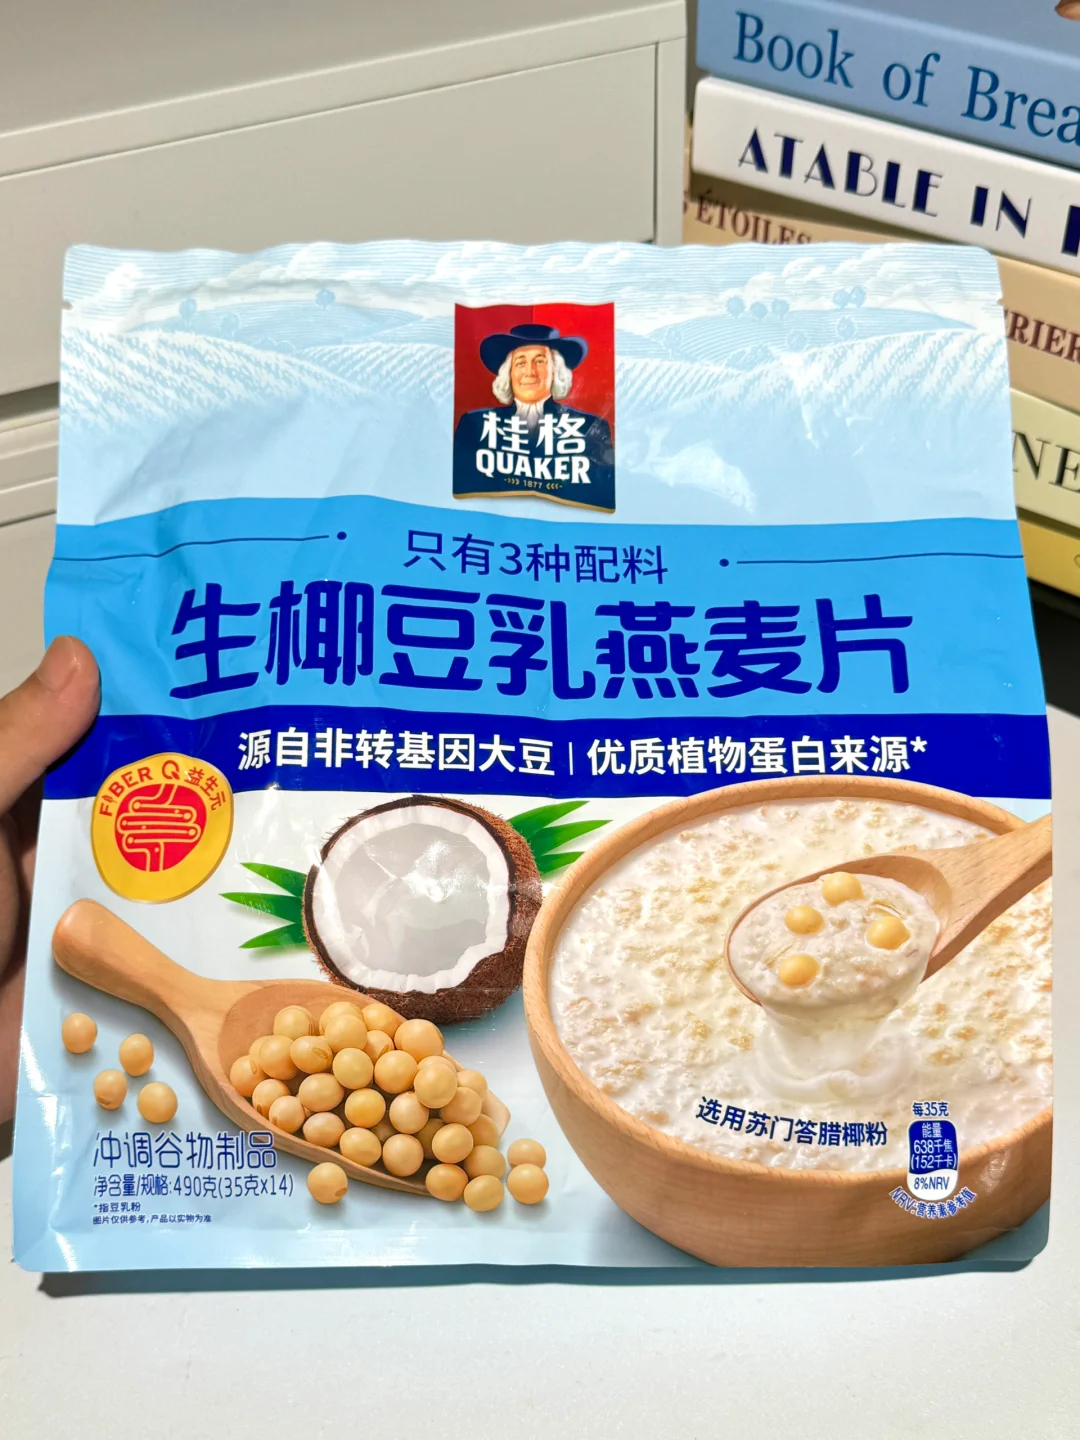 Book of Brea
ATABLE IN
ÉTOILES
RIER
NE
桂格
QUAKER
1877
只有3种配料
生椰豆乳燕麦片
源自非转基因大豆 | 优质植物蛋白来源*
FIBER Q 益生元
选用苏门答腊椰粉
每35克
能量
638千焦
(152千卡)
8%NRV
NRV-营养素参考值
冲调谷物制品
净含量/规格:490克(35克x14)
*指豆乳粉
图片仅供参考,产品以实物为准